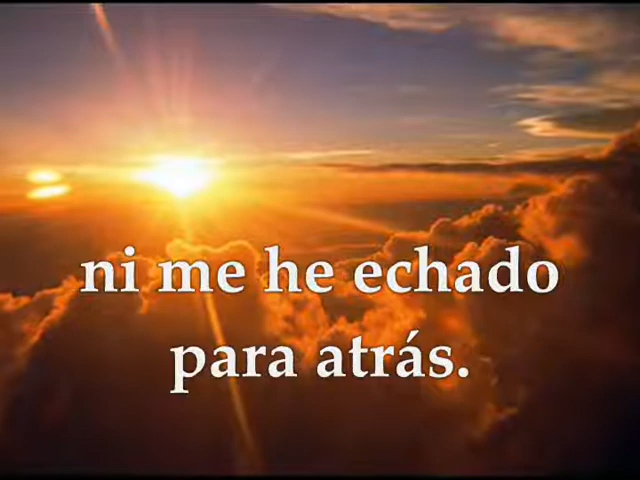 ni me he echado
para atrás.